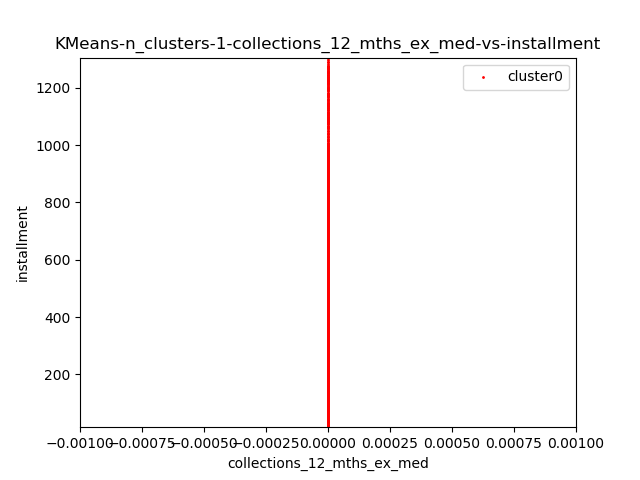 KMeans-n_clusters-1-collections_12_mths_ex_med-vs-installment
cluster0
1200
1000
800
600
400
200
installment
−0.00100 −0.00075 −0.00050 −0.00025 0.00000 0.00025 0.00050 0.00075 0.00100
collections_12_mths_ex_med